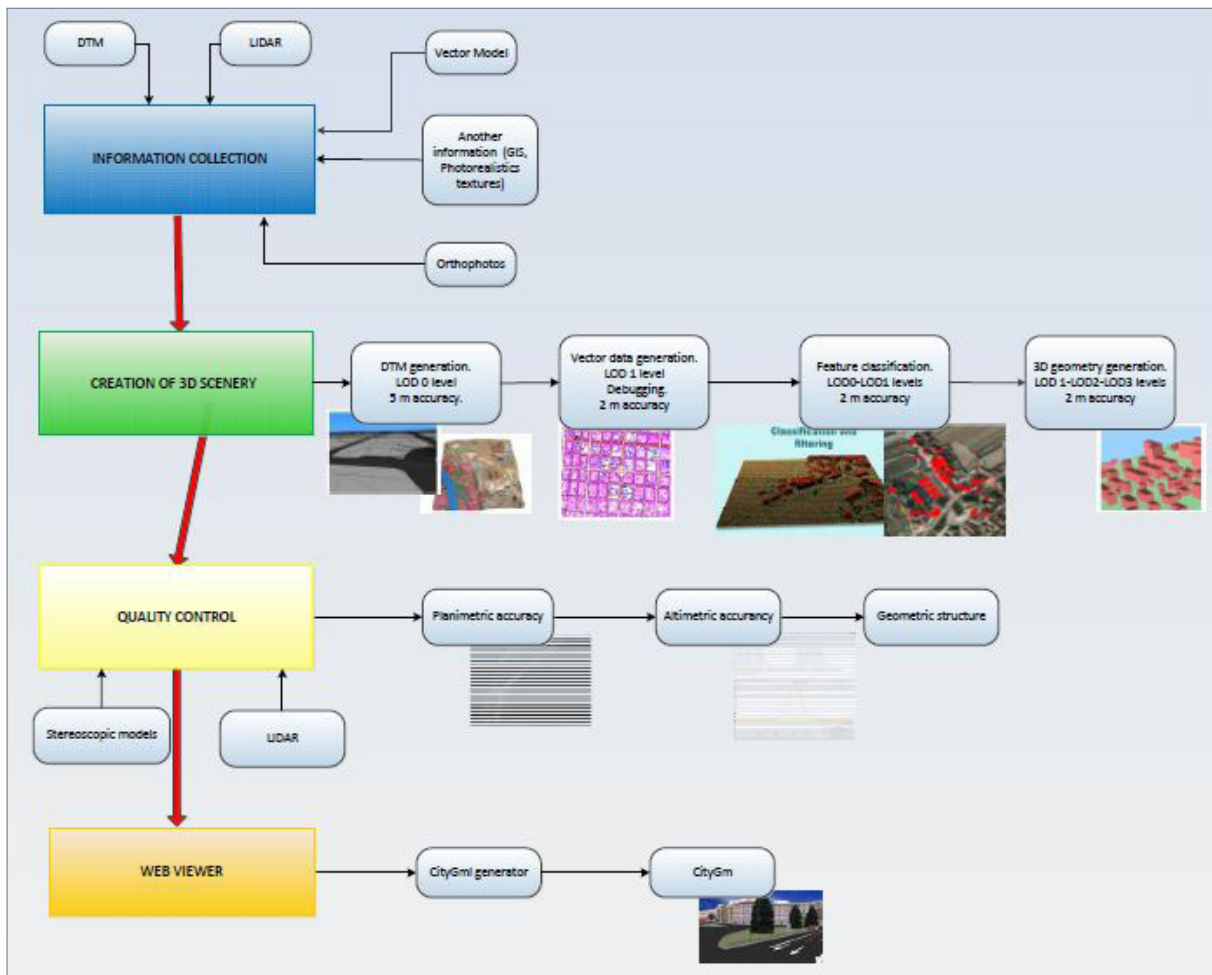 DTM
LIDAR
Vector Model
INFORMATION COLLECTION
Another
information (GIS,
Photorealistics
textures)
Orthophotos
CREATION OF 3D SCENERY
DTM generation.
LOD 0 level
5 m accuracy.
Vector data generation.
LOD 1 level
Debugging.
2 m accuracy
Feature classification.
LOD0-LOD1 levels
2 m accuracy
3D geometry generation.
LOD 1-LOD2-LOD3 levels
2 m accuracy
Classification and
filtering
QUALITY CONTROL
Planimetric accuracy
Altimetric accurancy
Geometric structure
Stereoscopic models
LIDAR
WEB VIEWER
CityGml generator
CityGm